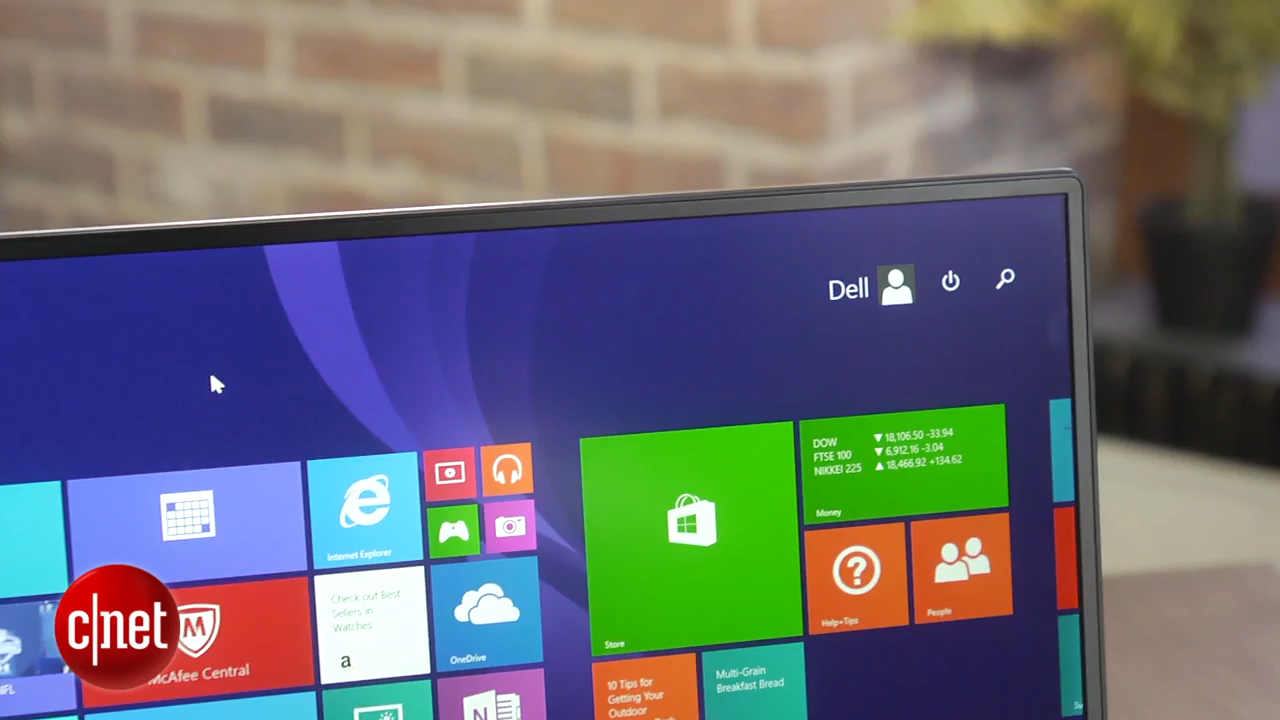 Dell
DOW ▼ 18,106.50 -33.94
FTSE 100 ▼ 6,912.16 -3.04
NIKKEI 225 ▲ 18,466.92 +134.62
Money
Internet Explorer
Store
Help+Tips
People
Check out Best
Sellers in
Watches
a
OneDrive
McAfee Central
M
c|net
NFL
10 Tips for
Getting Your
Outdoor
Multi-Grain
Breakfast Bread
N